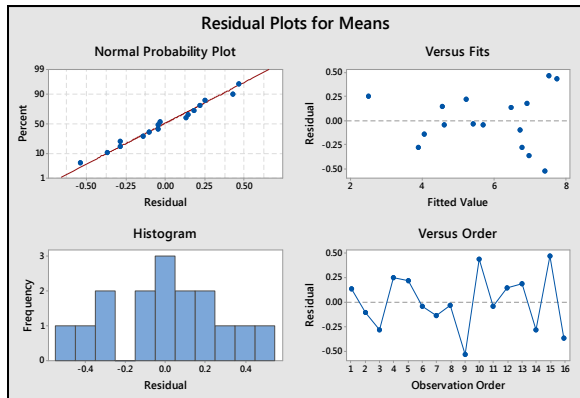 Residual Plots for Means
Normal Probability Plot
99
90
50
10
1
Percent
-0.50 -0.25 0.00 0.25 0.50
Residual
Versus Fits
0.50
0.25
0.00
-0.25
-0.50
Residual
2 4 6 8
Fitted Value
Histogram
3
2
1
0
Frequency
-0.4 -0.2 0.0 0.2 0.4
Residual
Versus Order
0.50
0.25
0.00
-0.25
-0.50
Residual
1 2 3 4 5 6 7 8 9 10 11 12 13 14 15 16
Observation Order